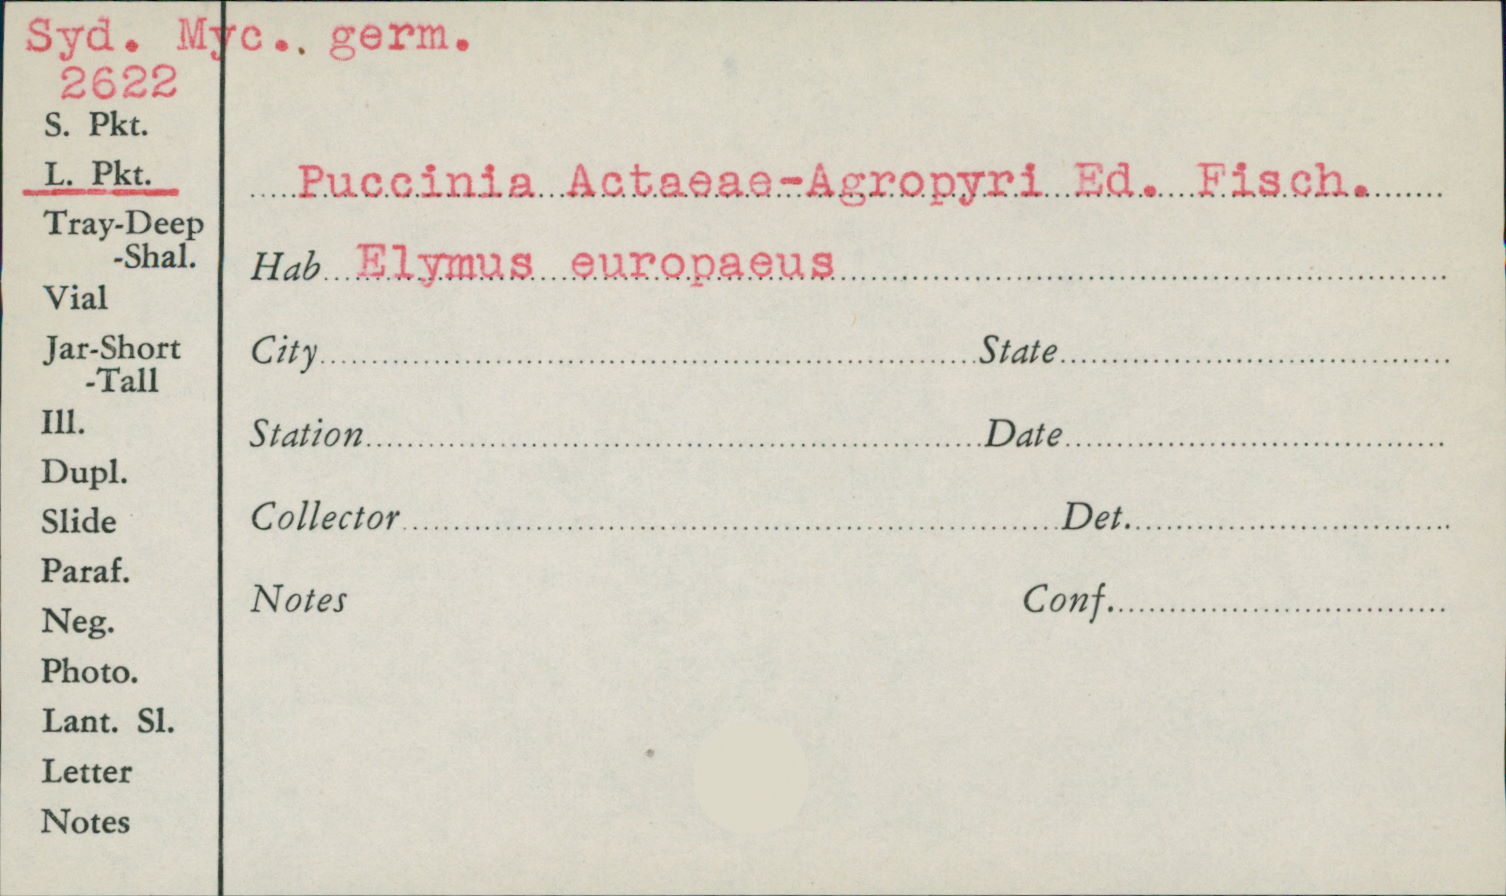 Syd. Myc.. germ.
2622
S. Pkt.
L. Pkt.
Tray-Deep
-Shal.
Vial
Jar-Short
-Tall
Ill.
Dupl.
Slide
Paraf.
Neg.
Photo.
Lant. Sl.
Letter
Notes
Puccinia Actaeae-Agropyri Ed. Fisch.
Hab Elymus europaeus
City State
Station Date
Collector Det.
Notes Conf.